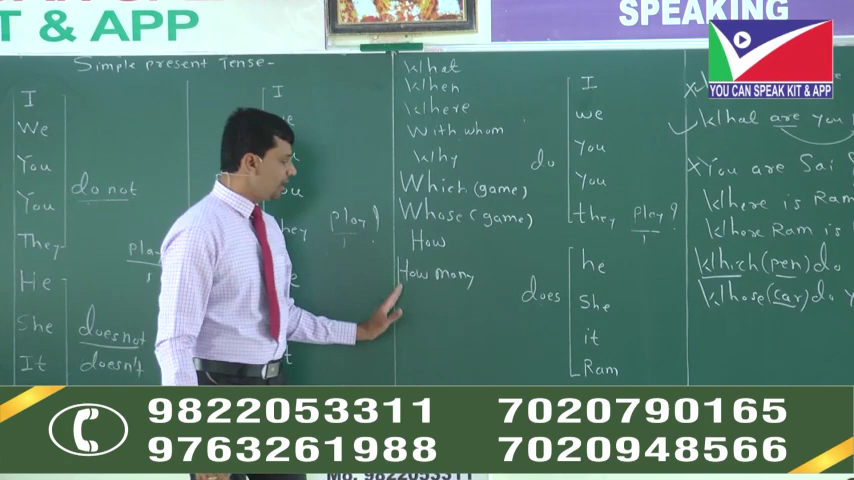 T & APP
SPEAKING
YOU CAN SPEAK KIT & APP
Simple present Tense-
I
We
You
You
They
He
She
It
do not
does not
doesn't
play
I
they
play?
What
When
Where
With whom
Why
Which (game)
Whose (game)
How
How many
do
does
I
we
you
you
they play?
he
She
it
Ram
What are you
x You are Sai
Where is Ram
Where Ram is
Which (pen) do
Whose (car) do
9822053311 7020790165
9763261988 7020948566
Mo. 9822053311